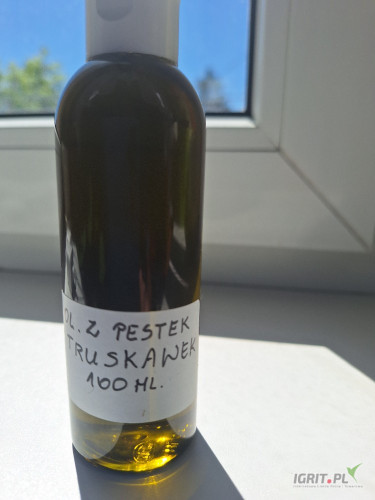 OL. Z PESTEK
TRUSKAWEK
100 ML.
IGRIT.PL